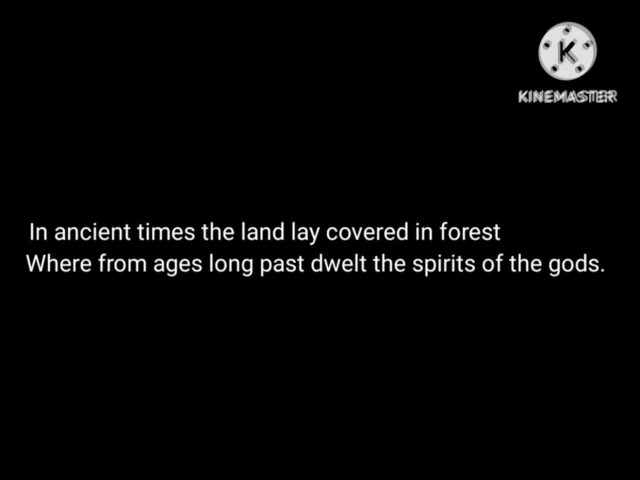 K
KINEMASTER
In ancient times the land lay covered in forest
Where from ages long past dwelt the spirits of the gods.